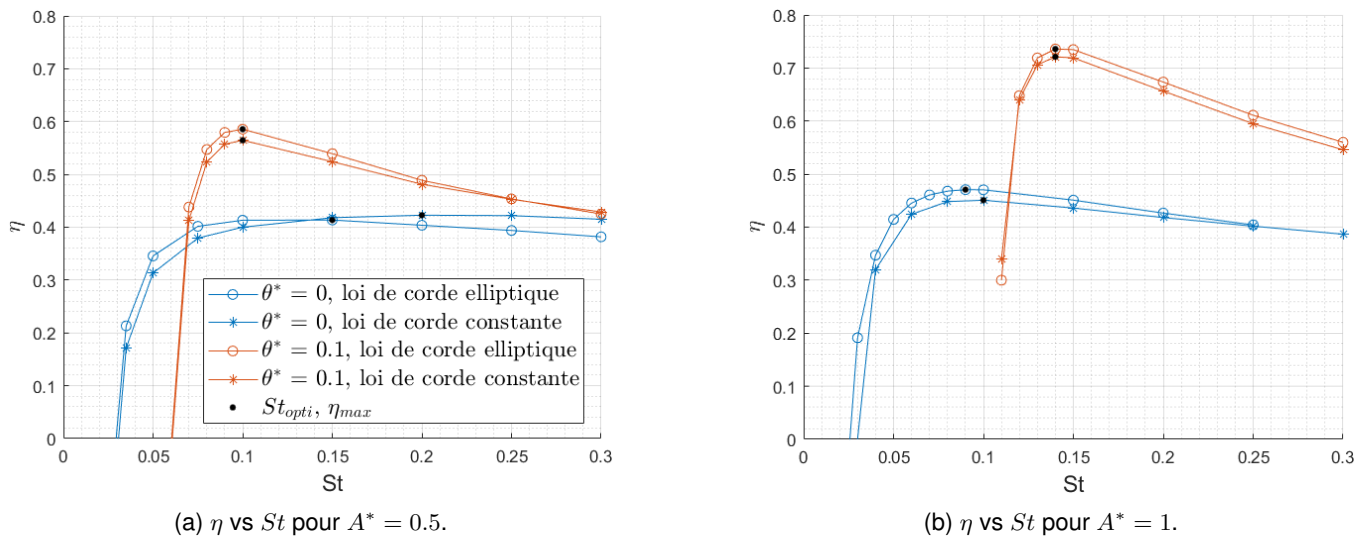 0.8
0.7
0.6
0.5
0.4
0.3
0.2
0.1
0
η
0 0.05 0.1 0.15 0.2 0.25 0.3
St
θ* = 0, loi de corde elliptique
θ* = 0, loi de corde constante
θ* = 0.1, loi de corde elliptique
θ* = 0.1, loi de corde constante
St_opti, η_max
(a) η vs St pour A* = 0.5.
0.8
0.7
0.6
0.5
0.4
0.3
0.2
0.1
0
η
0 0.05 0.1 0.15 0.2 0.25 0.3
St
(b) η vs St pour A* = 1.